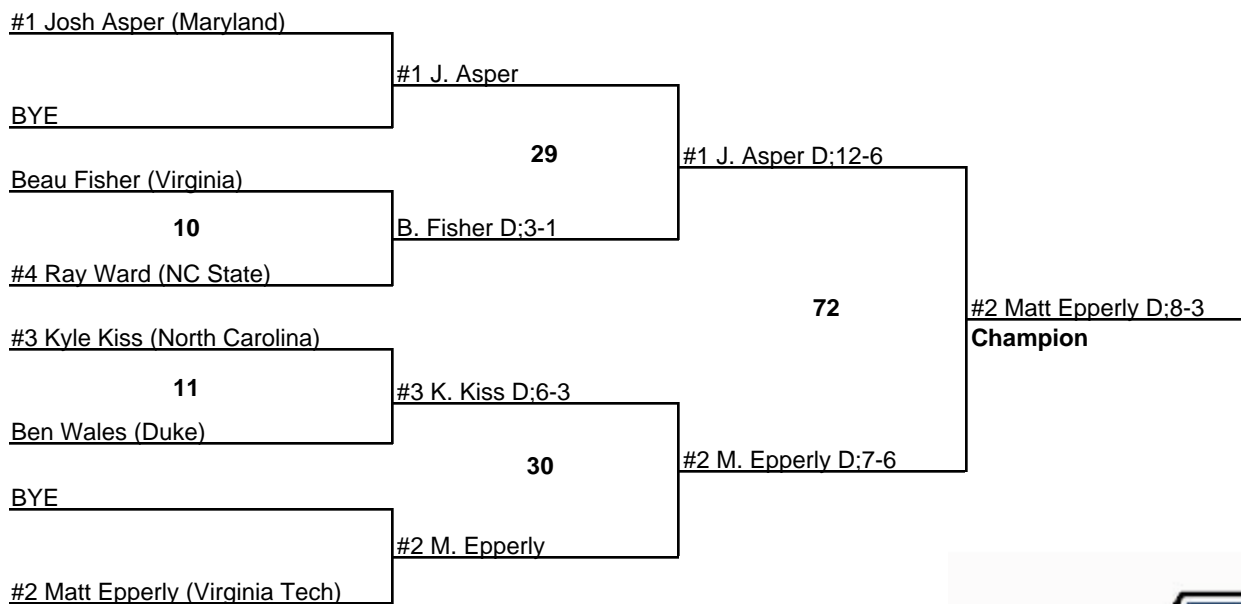 #1 Josh Asper (Maryland)
#1 J. Asper
BYE
29
#1 J. Asper D;12-6
Beau Fisher (Virginia)
10
B. Fisher D;3-1
#4 Ray Ward (NC State)
72
#2 Matt Epperly D;8-3
Champion
#3 Kyle Kiss (North Carolina)
11
#3 K. Kiss D;6-3
Ben Wales (Duke)
30
#2 M. Epperly D;7-6
BYE
#2 M. Epperly
#2 Matt Epperly (Virginia Tech)